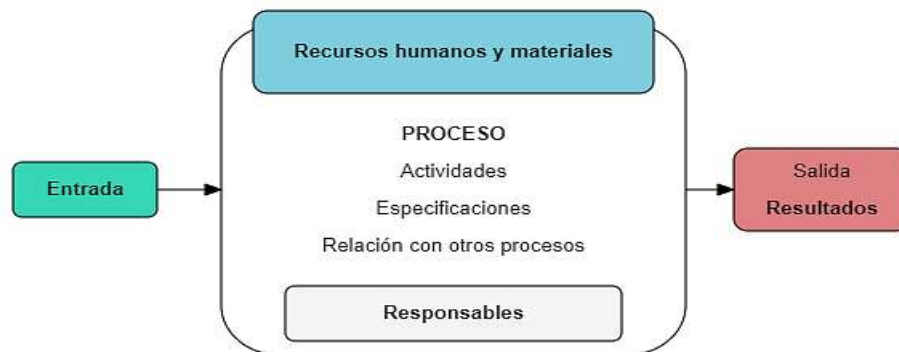 Recursos humanos y materiales
PROCESO
Actividades
Especificaciones
Relación con otros procesos
Responsables
Entrada
Salida
Resultados